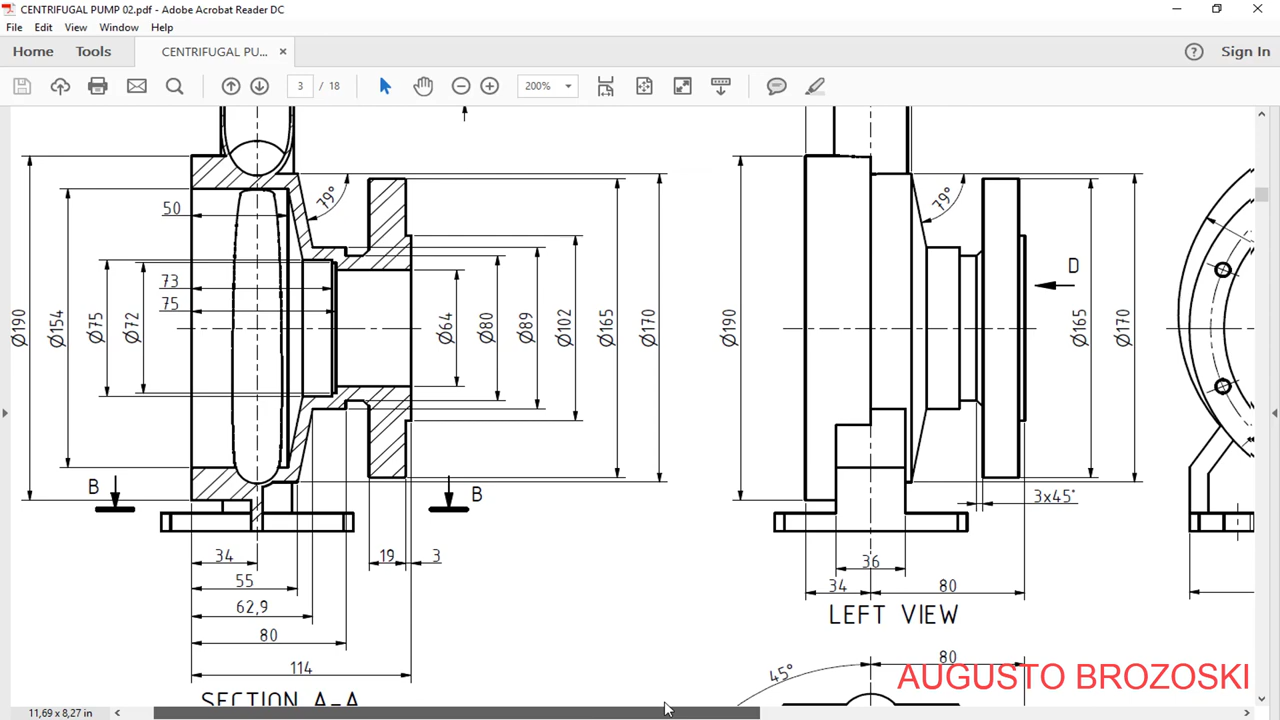 CENTRIFUGAL PUMP 02.pdf - Adobe Acrobat Reader DC
File Edit View Window Help
Home Tools CENTRIFUGAL PU... × Sign In
3 / 18 200%
50
79°
73
75
Ø190
Ø154
Ø75
Ø72
Ø64
Ø80
Ø89
Ø102
Ø165
Ø170
B
B
34
19
3
55
62,9
80
114
SECTION A-A
79°
D
Ø190
Ø165
Ø170
3x45°
36
34
80
LEFT VIEW
80
45°
AUGUSTO BROZOSKI
11,69 x 8,27 in